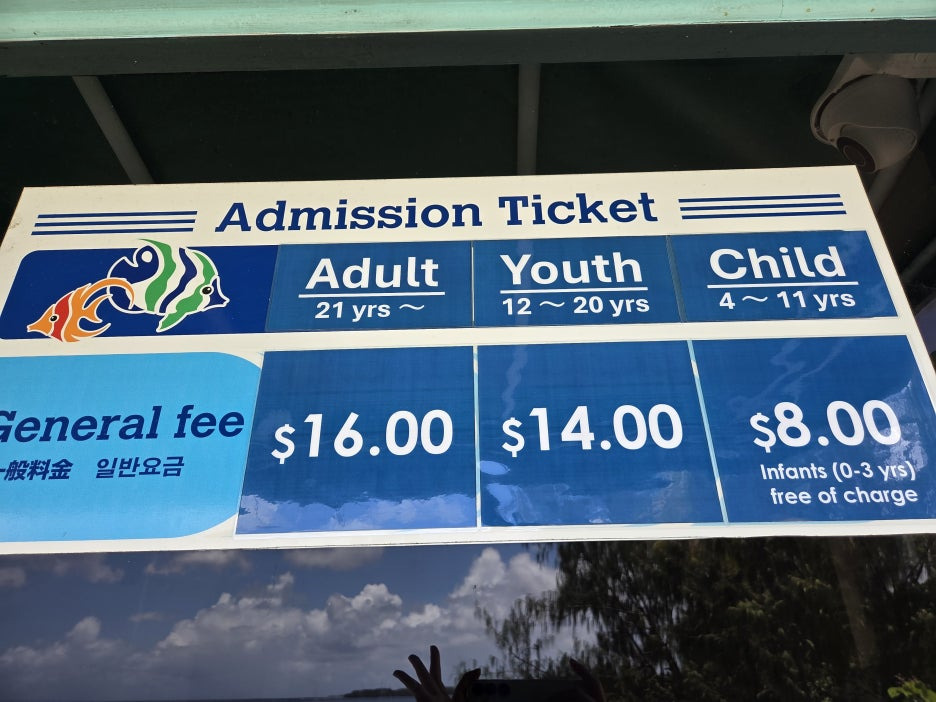 Admission Ticket
Adult
21 yrs ～
Youth
12 ～ 20 yrs
Child
4 ～ 11 yrs
General fee
一般料金 일반요금
$16.00
$14.00
$8.00
Infants (0-3 yrs)
free of charge